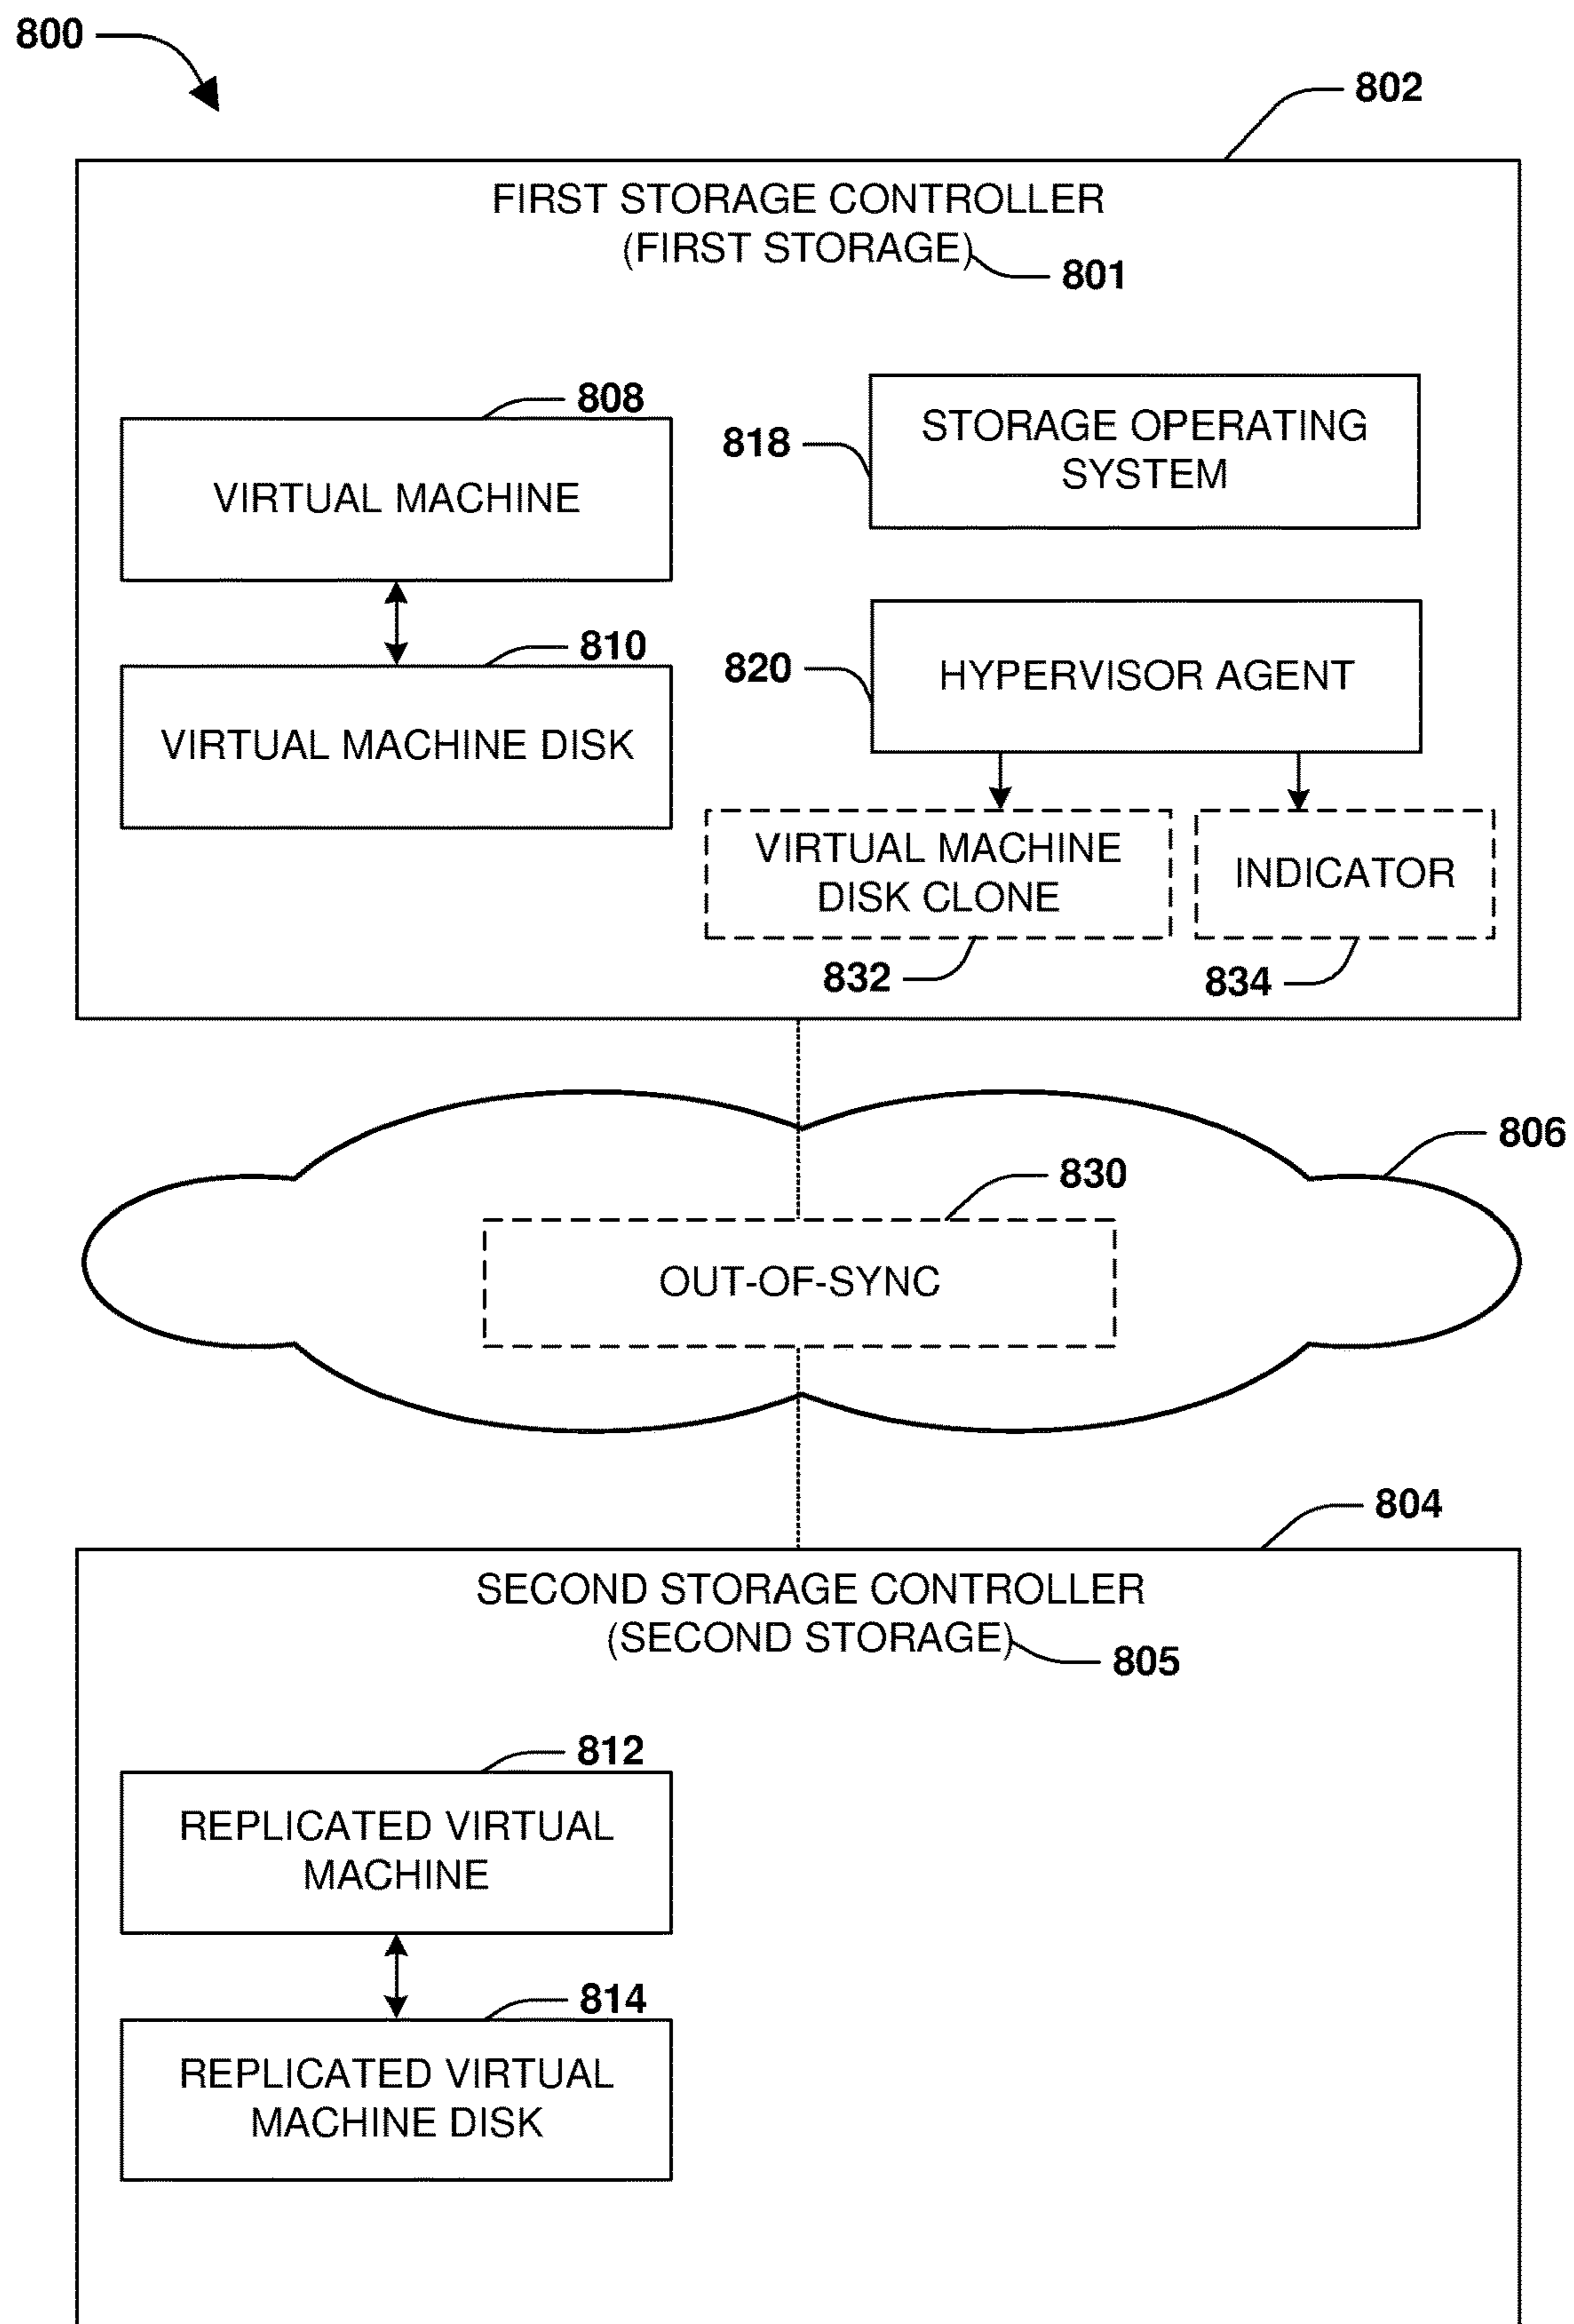 800
802
FIRST STORAGE CONTROLLER
(FIRST STORAGE)
801
808
VIRTUAL MACHINE
818
STORAGE OPERATING
SYSTEM
810
VIRTUAL MACHINE DISK
820
HYPERVISOR AGENT
VIRTUAL MACHINE
DISK CLONE
INDICATOR
832
834
806
830
OUT-OF-SYNC
804
SECOND STORAGE CONTROLLER
(SECOND STORAGE)
805
812
REPLICATED VIRTUAL
MACHINE
814
REPLICATED VIRTUAL
MACHINE DISK